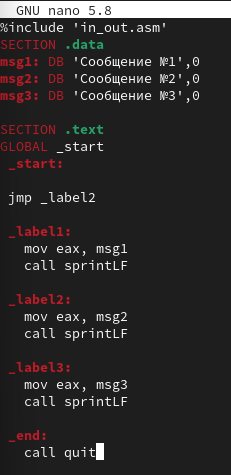 GNU nano 5.8
%include 'in_out.asm'
SECTION .data
msg1: DB 'Сообщение №1',0
msg2: DB 'Сообщение №2',0
msg3: DB 'Сообщение №3',0
SECTION .text
GLOBAL _start
_start:
jmp _label2
_label1:
mov eax, msg1
call sprintLF
_label2:
mov eax, msg2
call sprintLF
_label3:
mov eax, msg3
call sprintLF
_end:
call quit